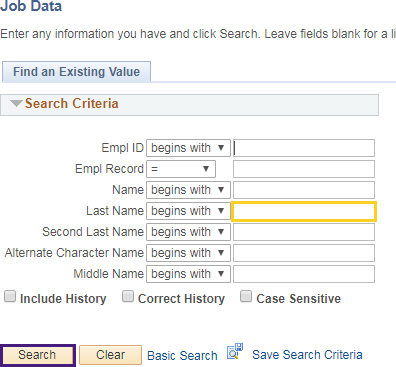 Job Data
Enter any information you have and click Search. Leave fields blank for a li
Find an Existing Value
Search Criteria
Empl ID begins with
Empl Record =
Name begins with
Last Name begins with
Second Last Name begins with
Alternate Character Name begins with
Middle Name begins with
Include History Correct History Case Sensitive
Search Clear Basic Search Save Search Criteria